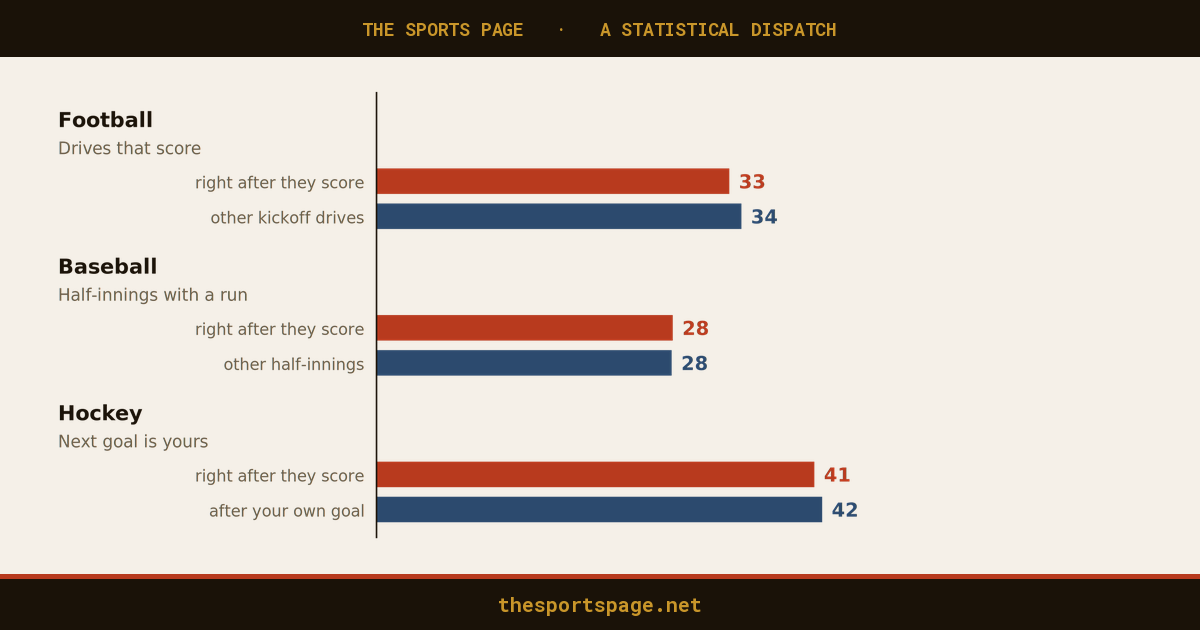 THE SPORTS PAGE · A STATISTICAL DISPATCH
Football
Drives that score
right after they score 33
other kickoff drives 34
Baseball
Half-innings with a run
right after they score 28
other half-innings 28
Hockey
Next goal is yours
right after they score 41
after your own goal 42
thesportspage.net